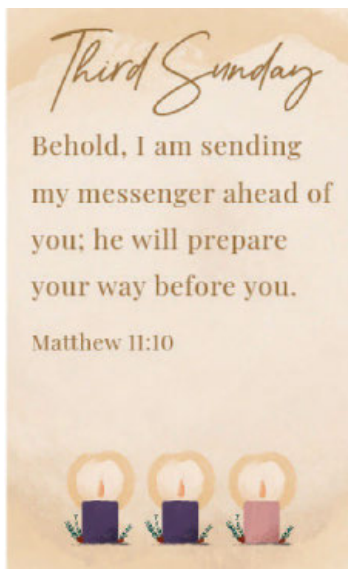 Third Sunday
Behold, I am sending
my messenger ahead of
you; he will prepare
your way before you.
Matthew 11:10